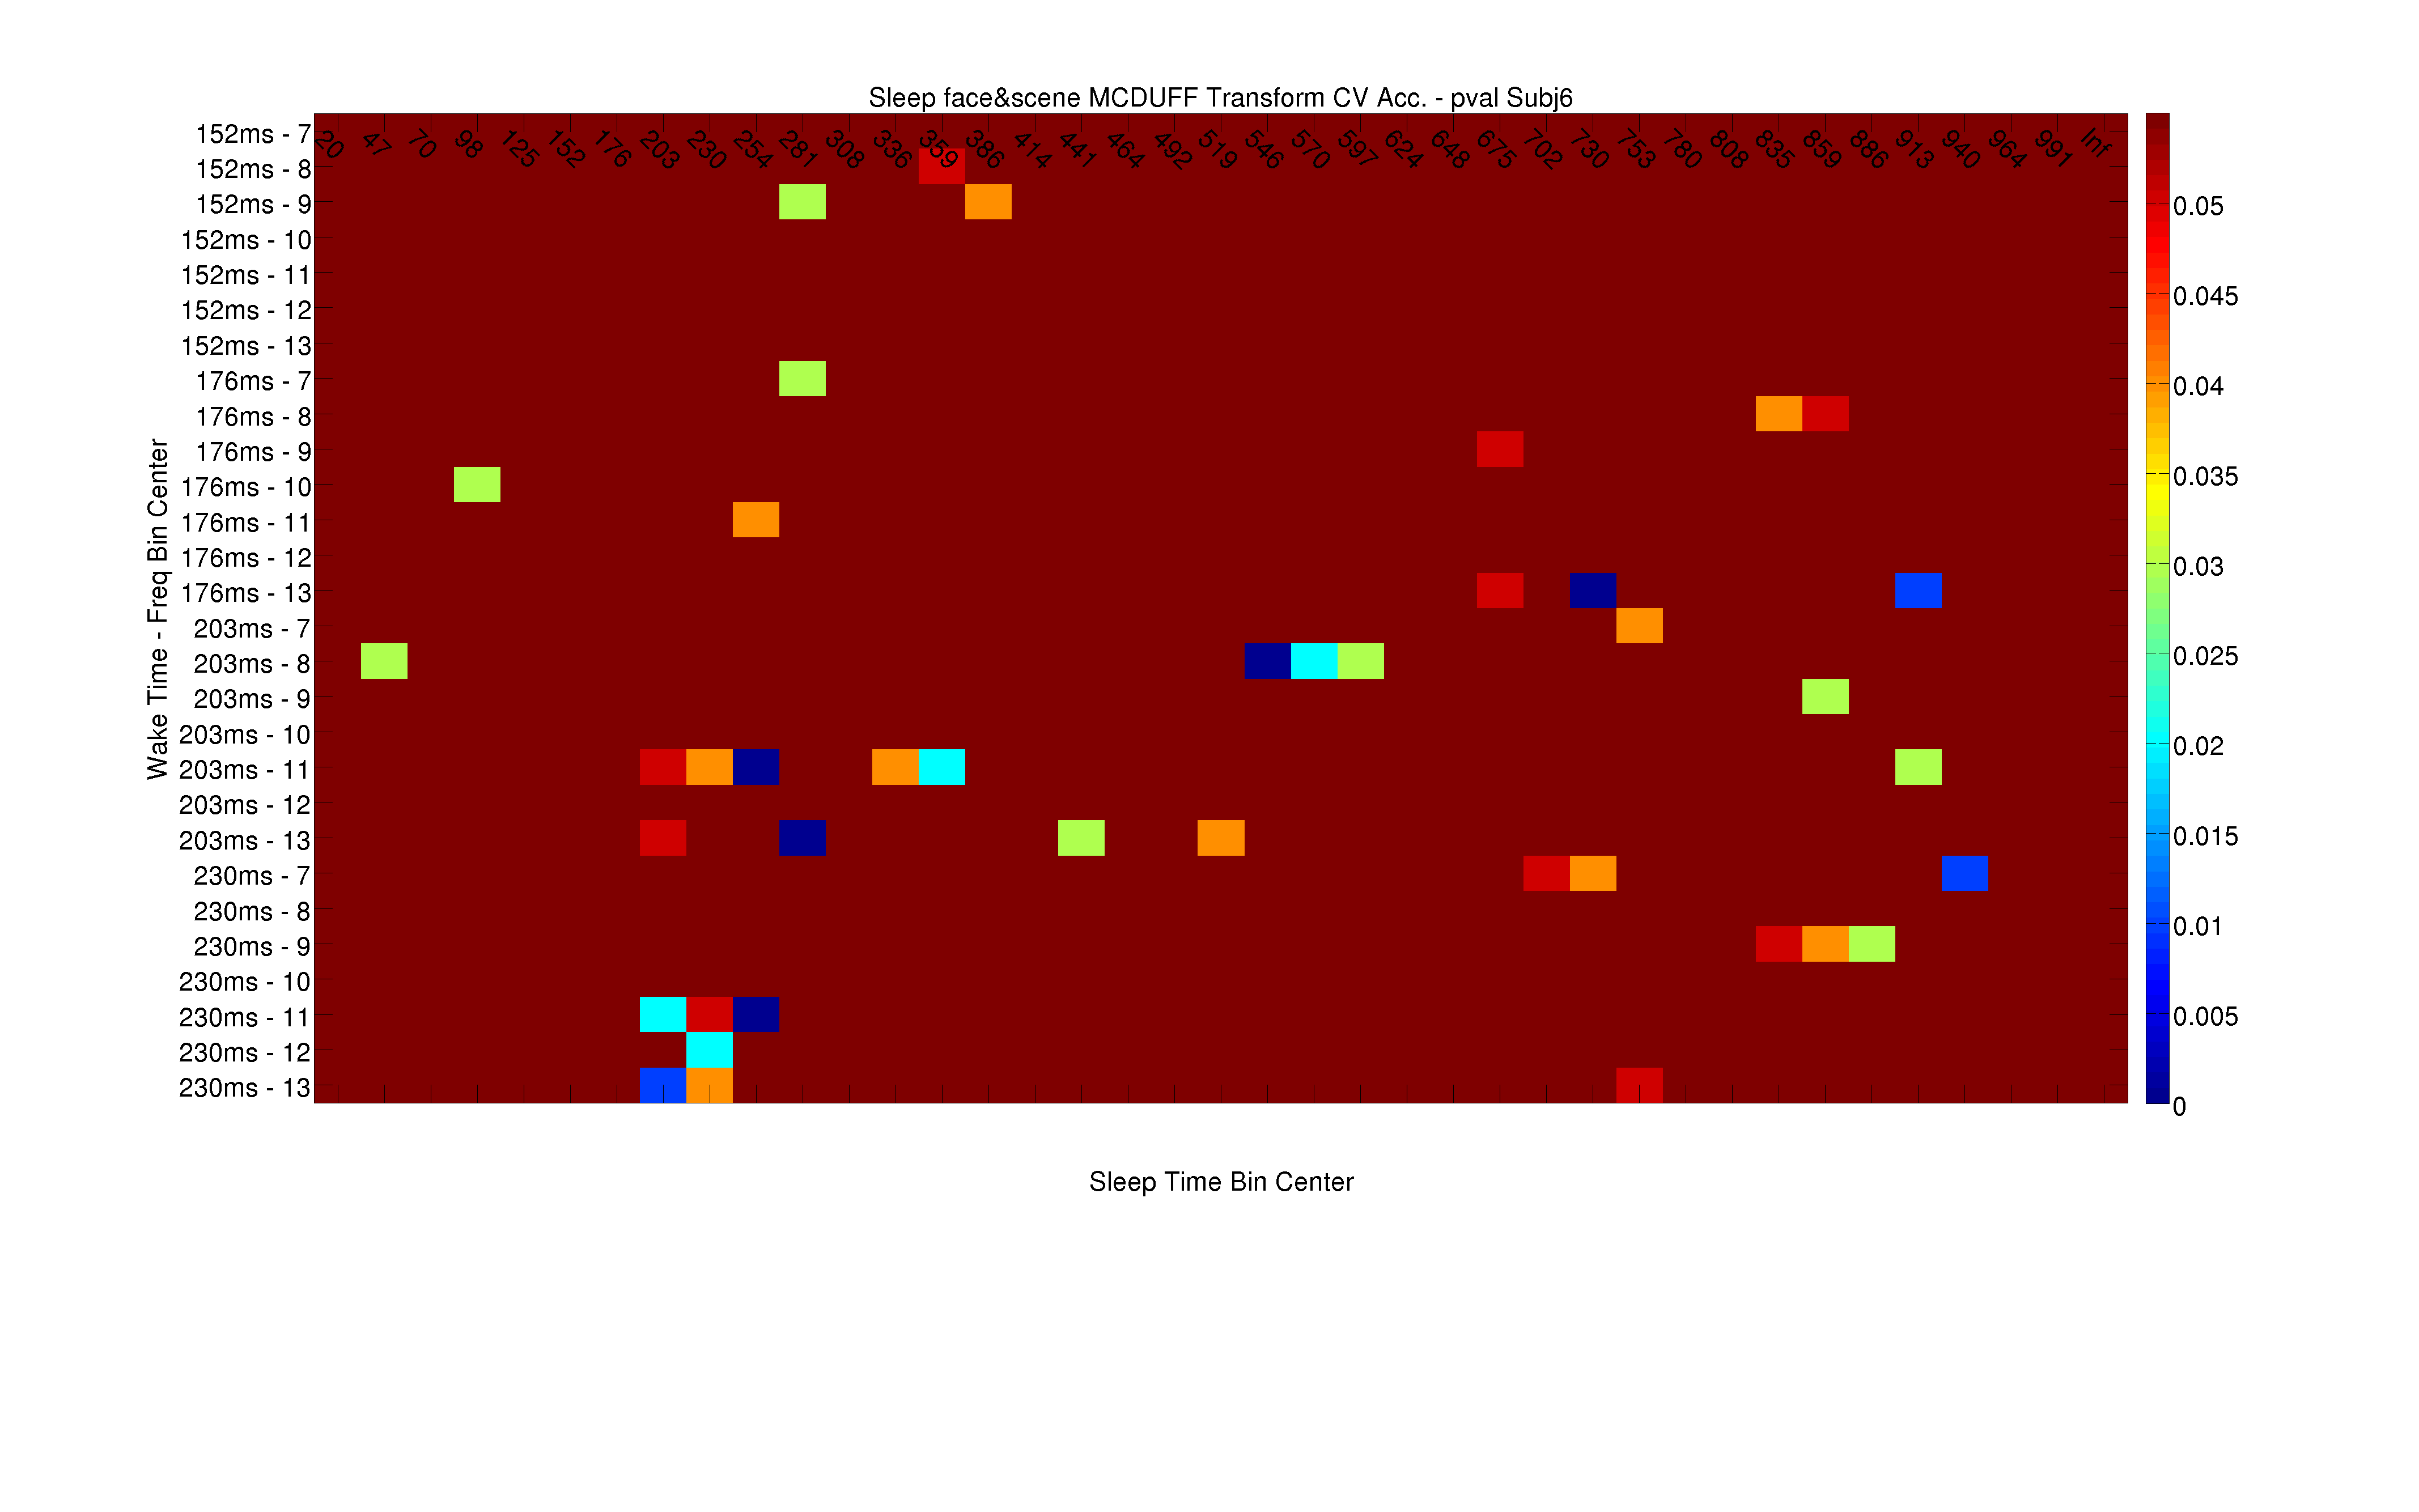 Sleep face&scene MCDUFF Transform CV Acc. - pval Subj6
20 47 70 98 125 152 176 203 230 254 281 308 336 359 386 414 441 464 492 519 546 570 597 624 648 675 702 730 753 780 808 835 859 886 913 940 964 991 Inf
152ms - 7
152ms - 8
152ms - 9
152ms - 10
152ms - 11
152ms - 12
152ms - 13
176ms - 7
176ms - 8
176ms - 9
176ms - 10
176ms - 11
176ms - 12
176ms - 13
203ms - 7
203ms - 8
203ms - 9
203ms - 10
203ms - 11
203ms - 12
203ms - 13
230ms - 7
230ms - 8
230ms - 9
230ms - 10
230ms - 11
230ms - 12
230ms - 13
Wake Time - Freq Bin Center
Sleep Time Bin Center
0.05
0.045
0.04
0.035
0.03
0.025
0.02
0.015
0.01
0.005
0